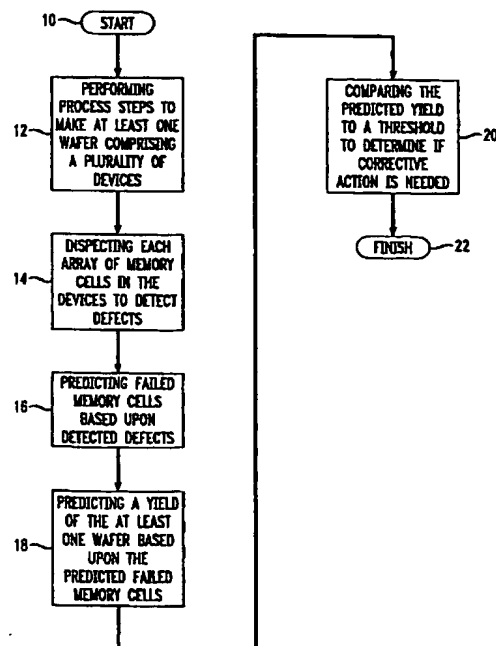 10
START
12
PERFORMING
PROCESS STEPS TO
MAKE AT LEAST ONE
WAFER COMPRISING
A PLURALITY OF
DEVICES
14
INSPECTING EACH
ARRAY OF MEMORY
CELLS IN THE
DEVICES TO DETECT
DEFECTS
16
PREDICTING FAILED
MEMORY CELLS
BASED UPON
DETECTED DEFECTS
18
PREDICTING A YIELD
OF THE AT LEAST
ONE WAFER BASED
UPON THE
PREDICTED FAILED
MEMORY CELLS
COMPARING THE
PREDICTED YIELD
TO A THRESHOLD
TO DETERMINE IF
CORRECTIVE
ACTION IS NEEDED
20
FINISH
22